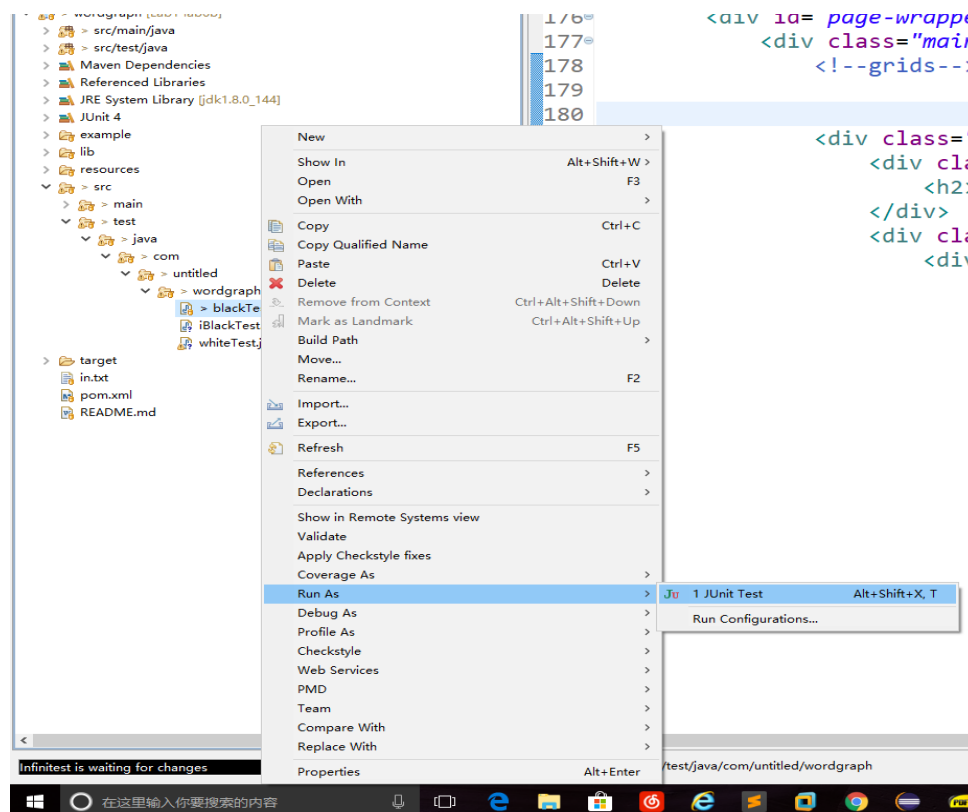 > wordgraph [Lab1 lab6b]
> src/main/java
> src/test/java
Maven Dependencies
Referenced Libraries
JRE System Library [jdk1.8.0_144]
JUnit 4
> example
> lib
> resources
> src
> main
> test
> java
> com
> untitled
> wordgraph
> blackTe
iBlackTest
whiteTest.j
> target
in.txt
pom.xml
README.md
Infinitest is waiting for changes
176
177
178
179
180
<div id="page-wrappe
<div class="main
<!--grids--
<div class="
<div cla
<h2>
</div>
<div cla
<div
New >
Show In Alt+Shift+W >
Open F3
Open With >
Copy Ctrl+C
Copy Qualified Name
Paste Ctrl+V
Delete Delete
Remove from Context Ctrl+Alt+Shift+Down
Mark as Landmark Ctrl+Alt+Shift+Up
Build Path >
Move...
Rename... F2
Import...
Export...
Refresh F5
References >
Declarations >
Show in Remote Systems view
Validate
Apply Checkstyle fixes
Coverage As >
Run As >
Debug As >
Profile As >
Checkstyle >
Web Services >
PMD >
Team >
Compare With >
Replace With >
Properties Alt+Enter
Ju 1 JUnit Test Alt+Shift+X, T
Run Configurations...
/test/java/com/untitled/wordgraph
在这里输入你要搜索的内容